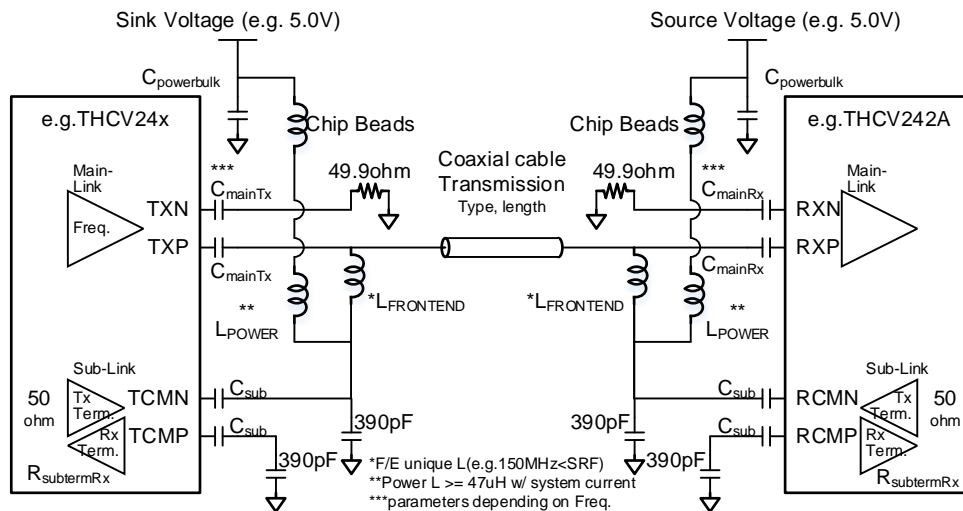 Sink Voltage (e.g. 5.0V)
Source Voltage (e.g. 5.0V)
Cpowerbulk
Cpowerbulk
e.g.THCV24x
e.g.THCV242A
Chip Beads
Chip Beads
Main-
Link
Freq.
***
CmainTx
49.9ohm
Coaxial cable
Transmission
Type, length
49.9ohm
***
CmainRx
Main-
Link
TXN
RXN
TXP
RXP
CmainTx
CmainRx
**
LPOWER
*LFRONTEND
*LFRONTEND
**
LPOWER
Sub-Link
Sub-Link
50
ohm
Tx
Term.
TCMN
Csub
Csub
RCMN
Tx
Term.
50
ohm
Rx
Term.
TCMP
Csub
390pF
390pF
Csub
RCMP
Rx
Term.
RsubtermRx
390pF
390pF
RsubtermRx
*F/E unique L(e.g.150MHz<SRF)
**Power L >= 47uH w/ system current
***parameters depending on Freq.